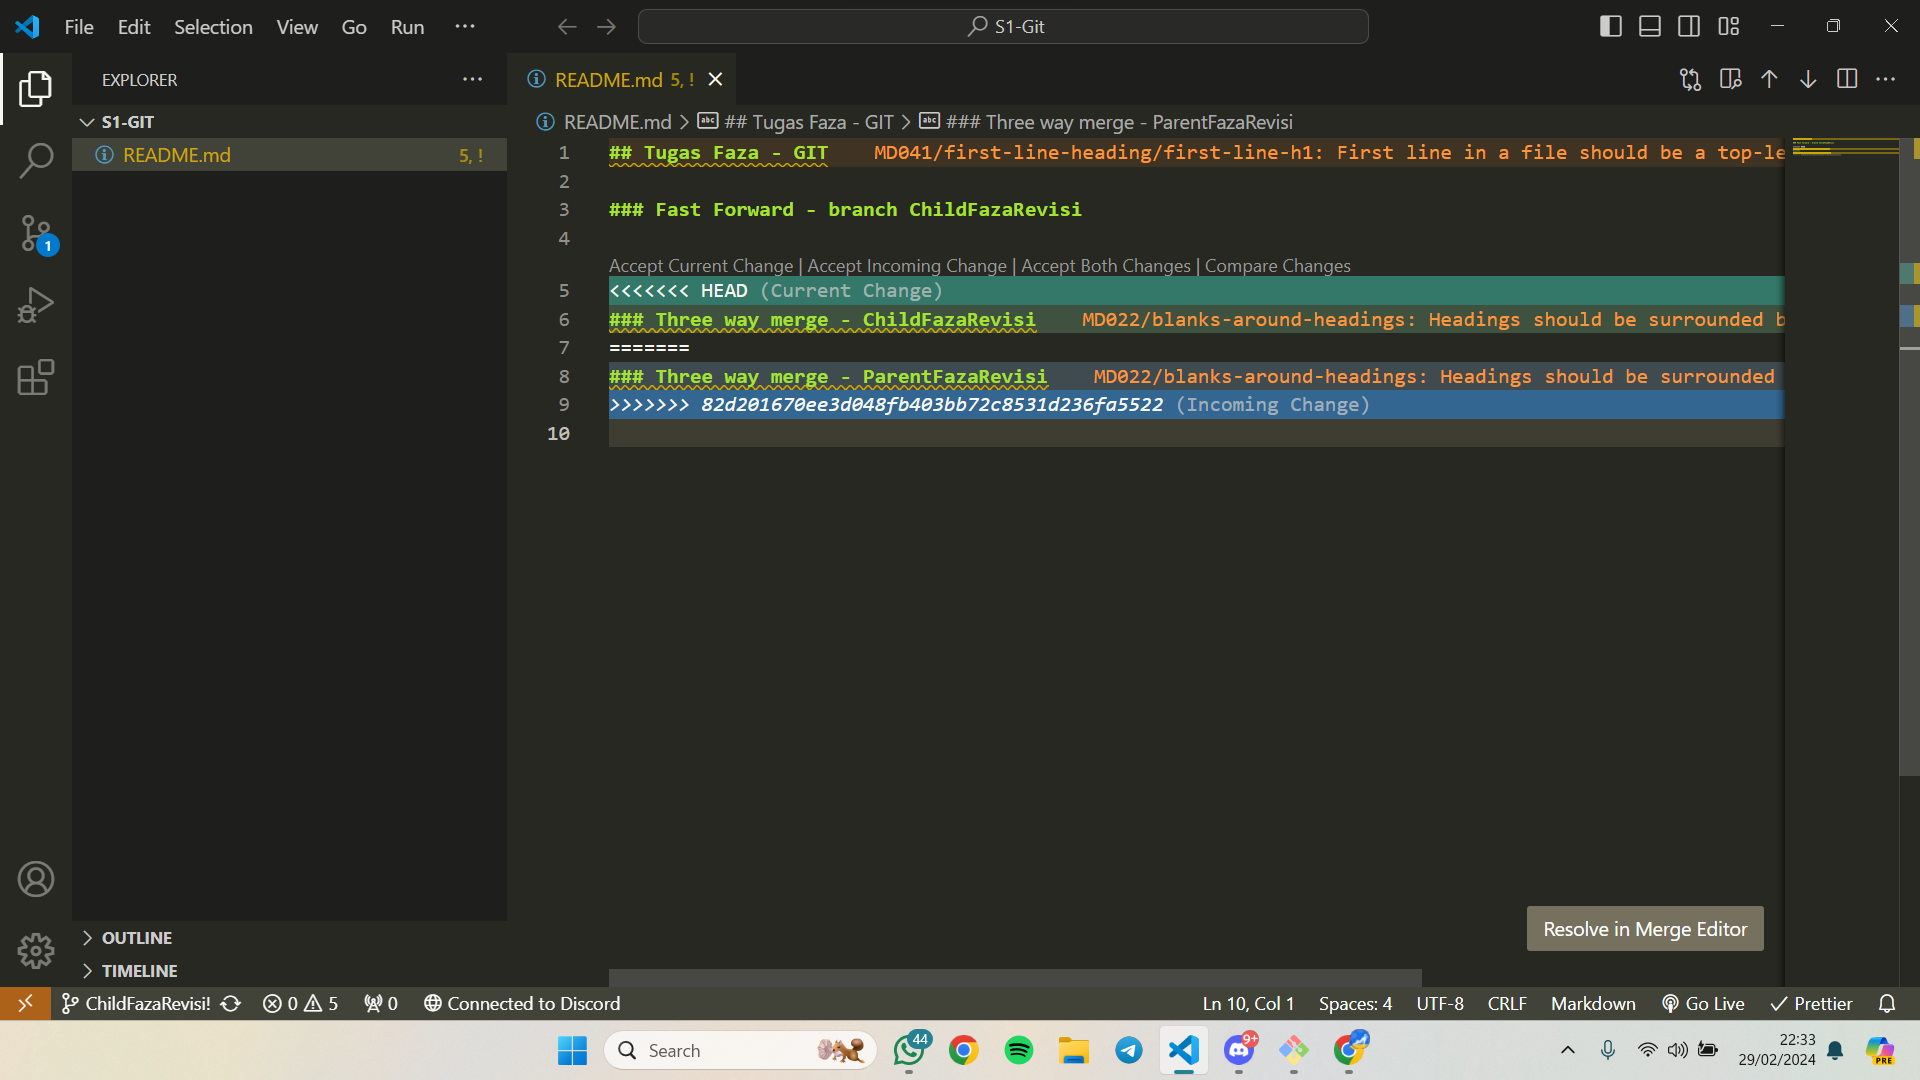 File Edit Selection View Go Run ···
S1-Git
EXPLORER
README.md 5, !
S1-GIT
README.md > ## Tugas Faza - GIT > ### Three way merge - ParentFazaRevisi
README.md 5, !
1 ## Tugas Faza - GIT MD041/first-line-heading/first-line-h1: First line in a file should be a top-le
2
3 ### Fast Forward - branch ChildFazaRevisi
4
Accept Current Change | Accept Incoming Change | Accept Both Changes | Compare Changes
5 <<<<<<< HEAD (Current Change)
6 ### Three way merge - ChildFazaRevisi MD022/blanks-around-headings: Headings should be surrounded b
7 =======
8 ### Three way merge - ParentFazaRevisi MD022/blanks-around-headings: Headings should be surrounded
9 >>>>>>> 82d201670ee3d048fb403bb72c8531d236fa5522 (Incoming Change)
10
1
Resolve in Merge Editor
OUTLINE
TIMELINE
ChildFazaRevisi! 0 5 0 Connected to Discord
Ln 10, Col 1 Spaces: 4 UTF-8 CRLF Markdown Go Live Prettier
Search
44
9+
22:33
29/02/2024
PRE